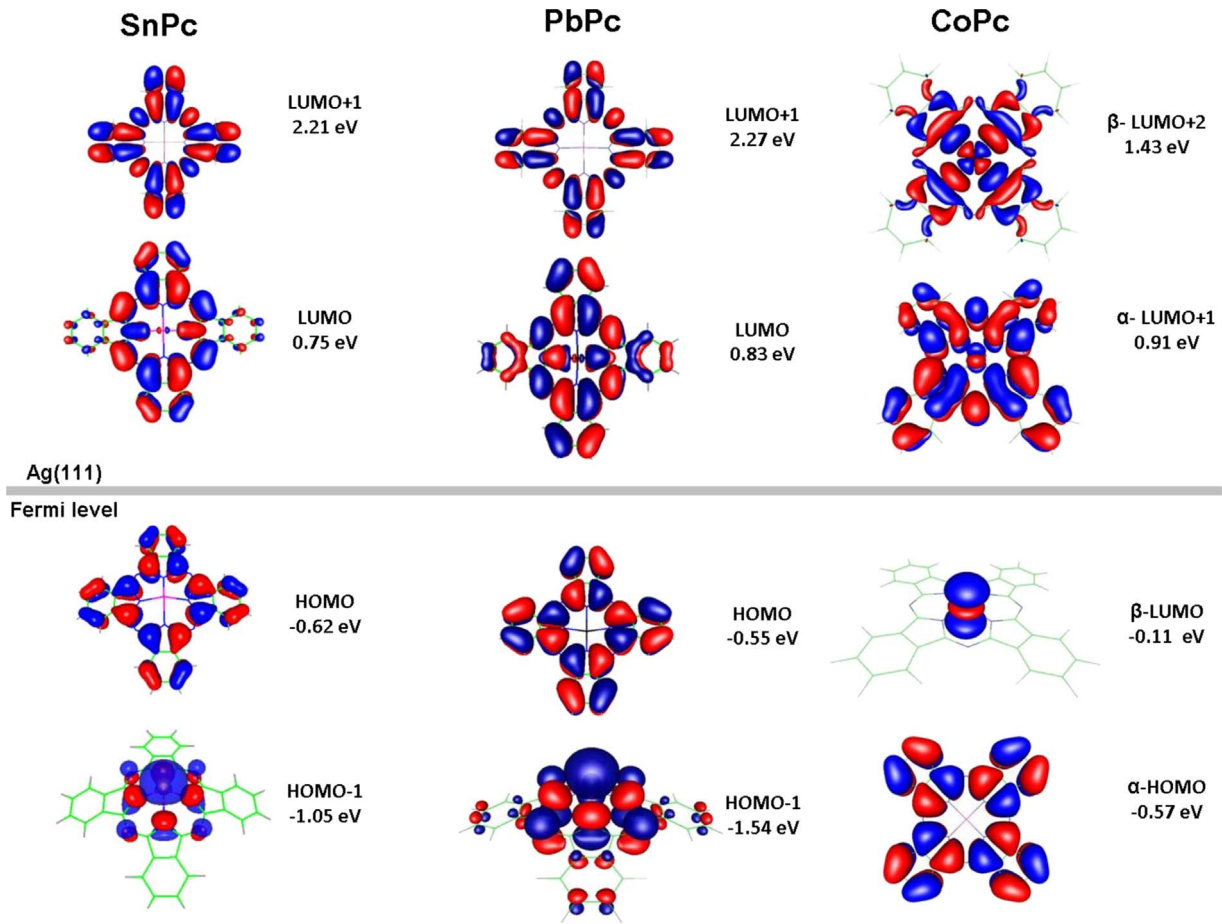 SnPc
PbPc
CoPc
LUMO+1
2.21 eV
LUMO+1
2.27 eV
β- LUMO+2
1.43 eV
LUMO
0.75 eV
LUMO
0.83 eV
α- LUMO+1
0.91 eV
Ag(111)
Fermi level
HOMO
-0.62 eV
HOMO
-0.55 eV
β-LUMO
-0.11 eV
HOMO-1
-1.05 eV
HOMO-1
-1.54 eV
α-HOMO
-0.57 eV